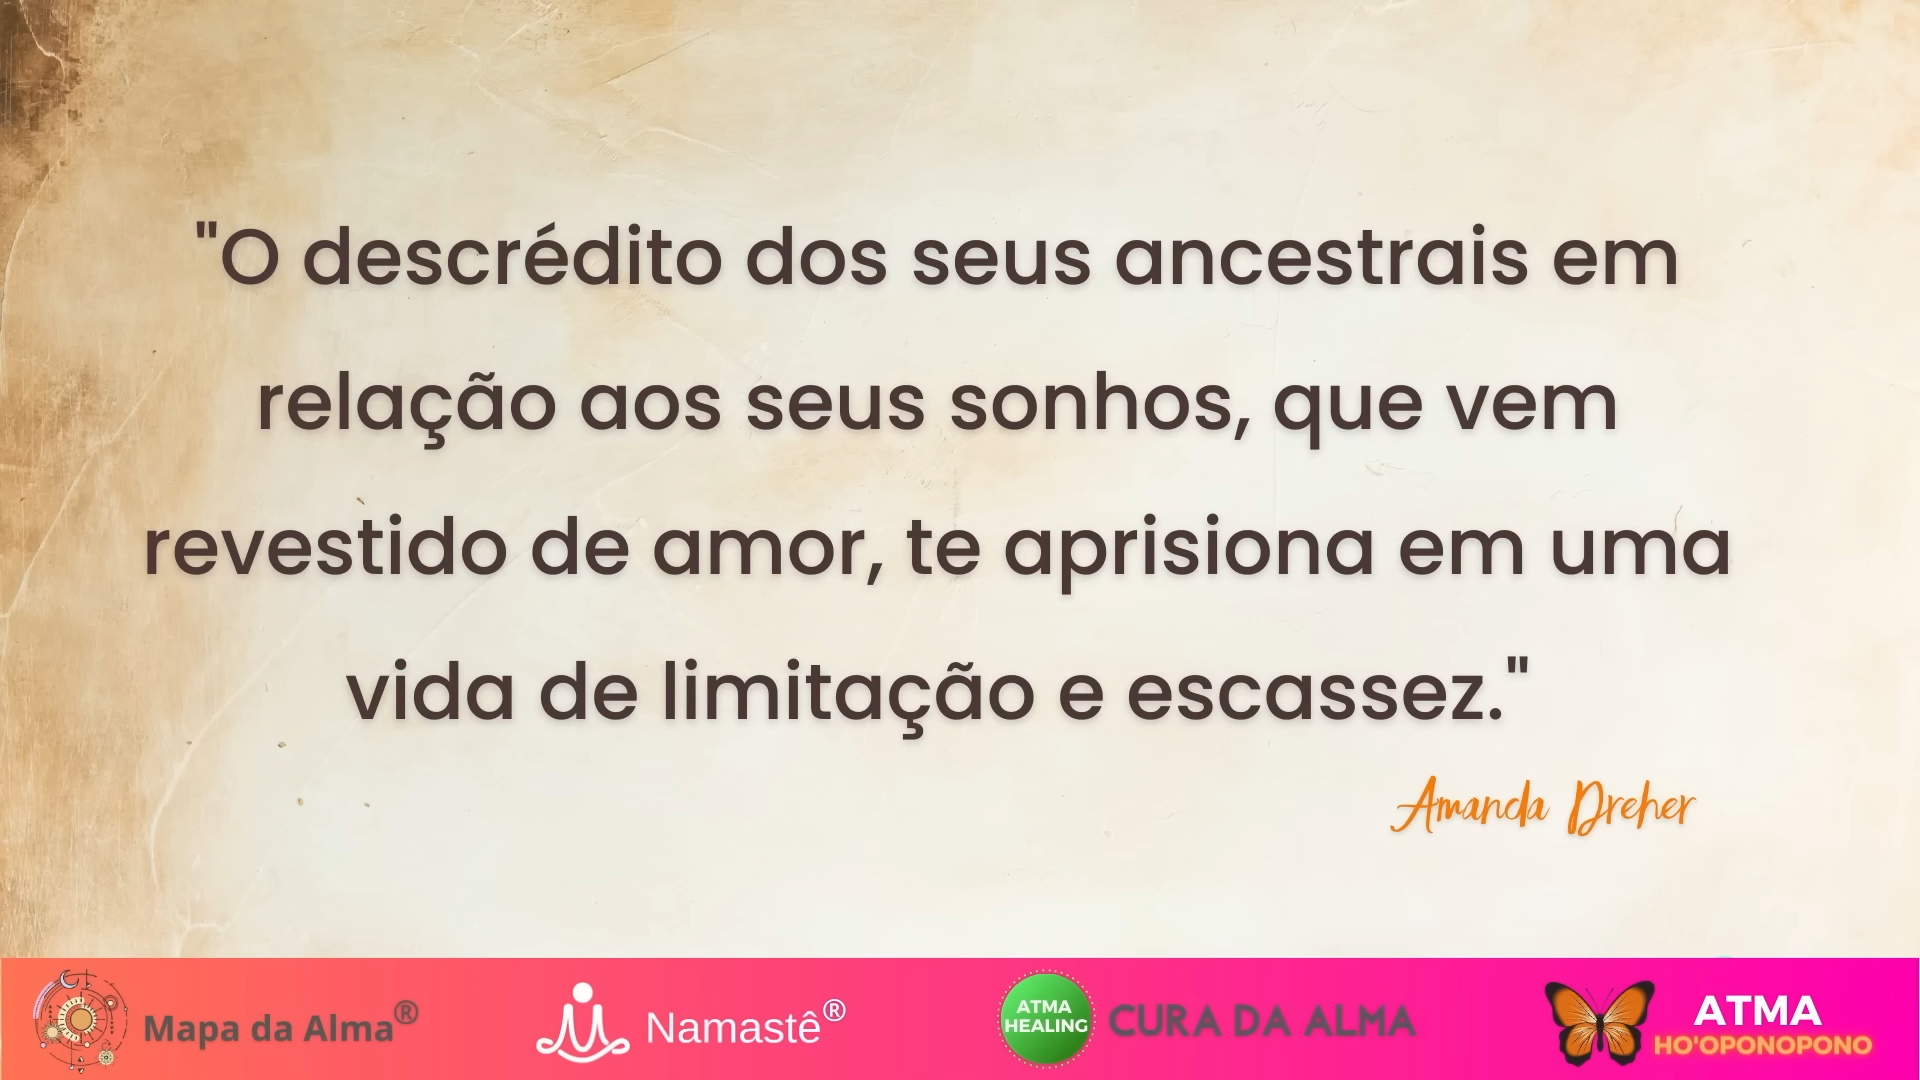 "O descrédito dos seus ancestrais em
relação aos seus sonhos, que vem
revestido de amor, te aprisiona em uma
vida de limitação e escassez."
Amanda Dreher
Mapa da Alma®
Namastê®
ATMA
HEALING
CURA DA ALMA
ATMA
HO'OPONOPONO